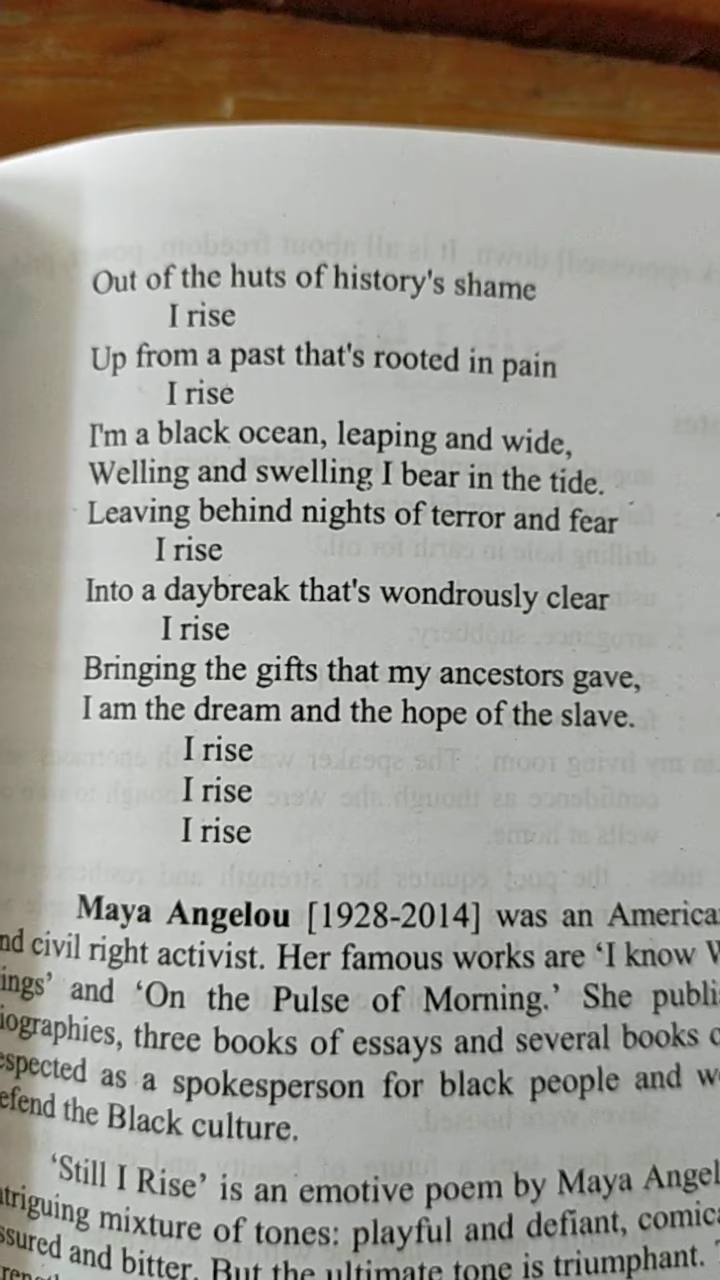 Out of the huts of history's shame
I rise
Up from a past that's rooted in pain
I rise
I'm a black ocean, leaping and wide,
Welling and swelling I bear in the tide.
Leaving behind nights of terror and fear
I rise
Into a daybreak that's wondrously clear
I rise
Bringing the gifts that my ancestors gave,
I am the dream and the hope of the slave.
I rise
I rise
I rise
Maya Angelou [1928-2014] was an America
nd civil right activist. Her famous works are ‘I know W
ings’ and ‘On the Pulse of Morning.’ She publi
iographies, three books of essays and several books
espected as a spokesperson for black people and w
efend the Black culture.
‘Still I Rise’ is an emotive poem by Maya Angel
triguing mixture of tones: playful and defiant, comic
ssured and bitter. But the ultimate tone is triumphant.